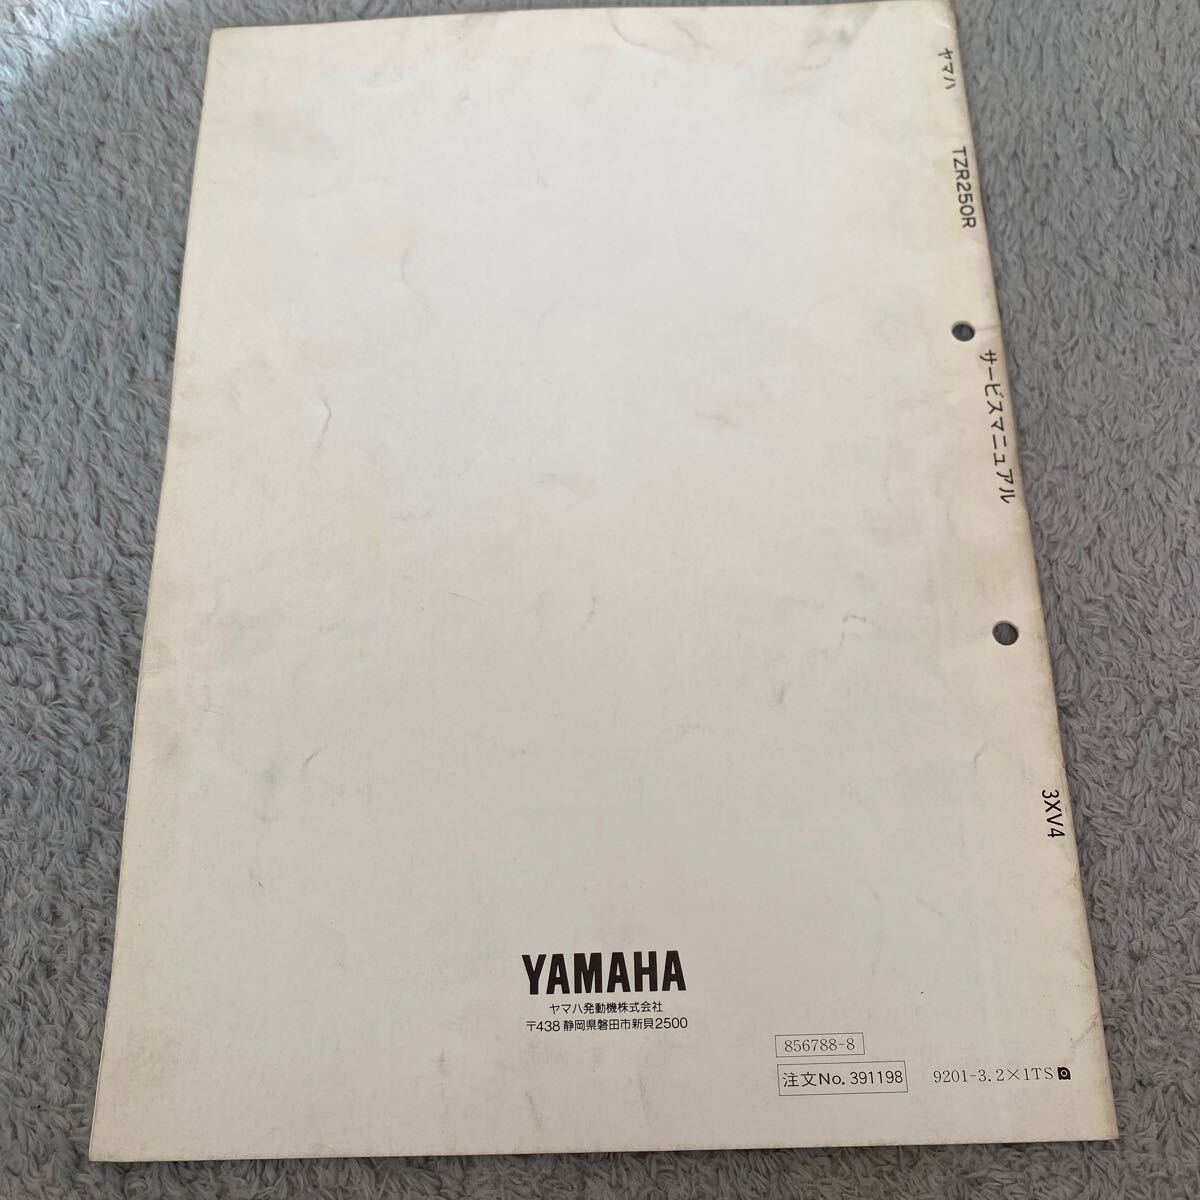 ヤマハ TZR250R サービスマニュアル 3XV4
YAMAHA
ヤマハ発動機株式会社
〒438 静岡県磐田市新貝2500
856788-8
注文No. 391198
9201-3.2×1TS